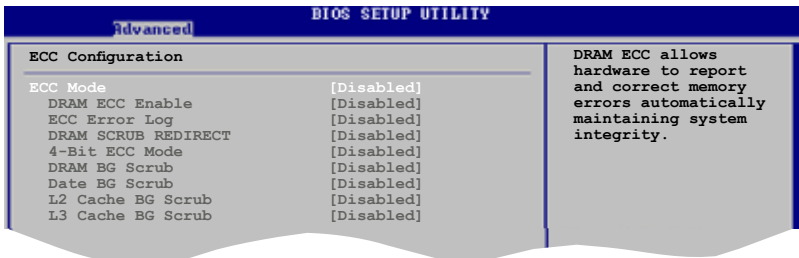 BIOS SETUP UTILITY
Advanced
ECC Configuration
ECC Mode [Disabled]
DRAM ECC Enable [Disabled]
ECC Error Log [Disabled]
DRAM SCRUB REDIRECT [Disabled]
4-Bit ECC Mode [Disabled]
DRAM BG Scrub [Disabled]
Date BG Scrub [Disabled]
L2 Cache BG Scrub [Disabled]
L3 Cache BG Scrub [Disabled]
DRAM ECC allows
hardware to report
and correct memory
errors automatically
maintaining system
integrity.